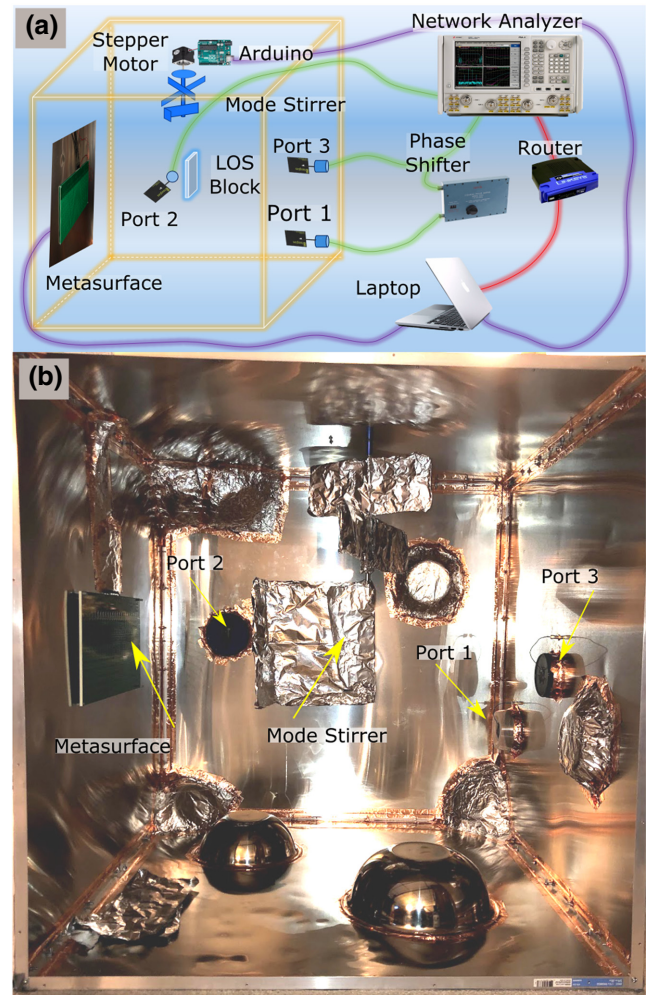 (a)
Network Analyzer
Stepper
Motor
Arduino
Mode Stirrer
Port 3
Phase
Shifter
Router
LINKSYS
LOS
Block
Port 2
Port 1
Metasurface
Laptop
(b)
Port 2
Port 3
Port 1
Metasurface
Mode Stirrer